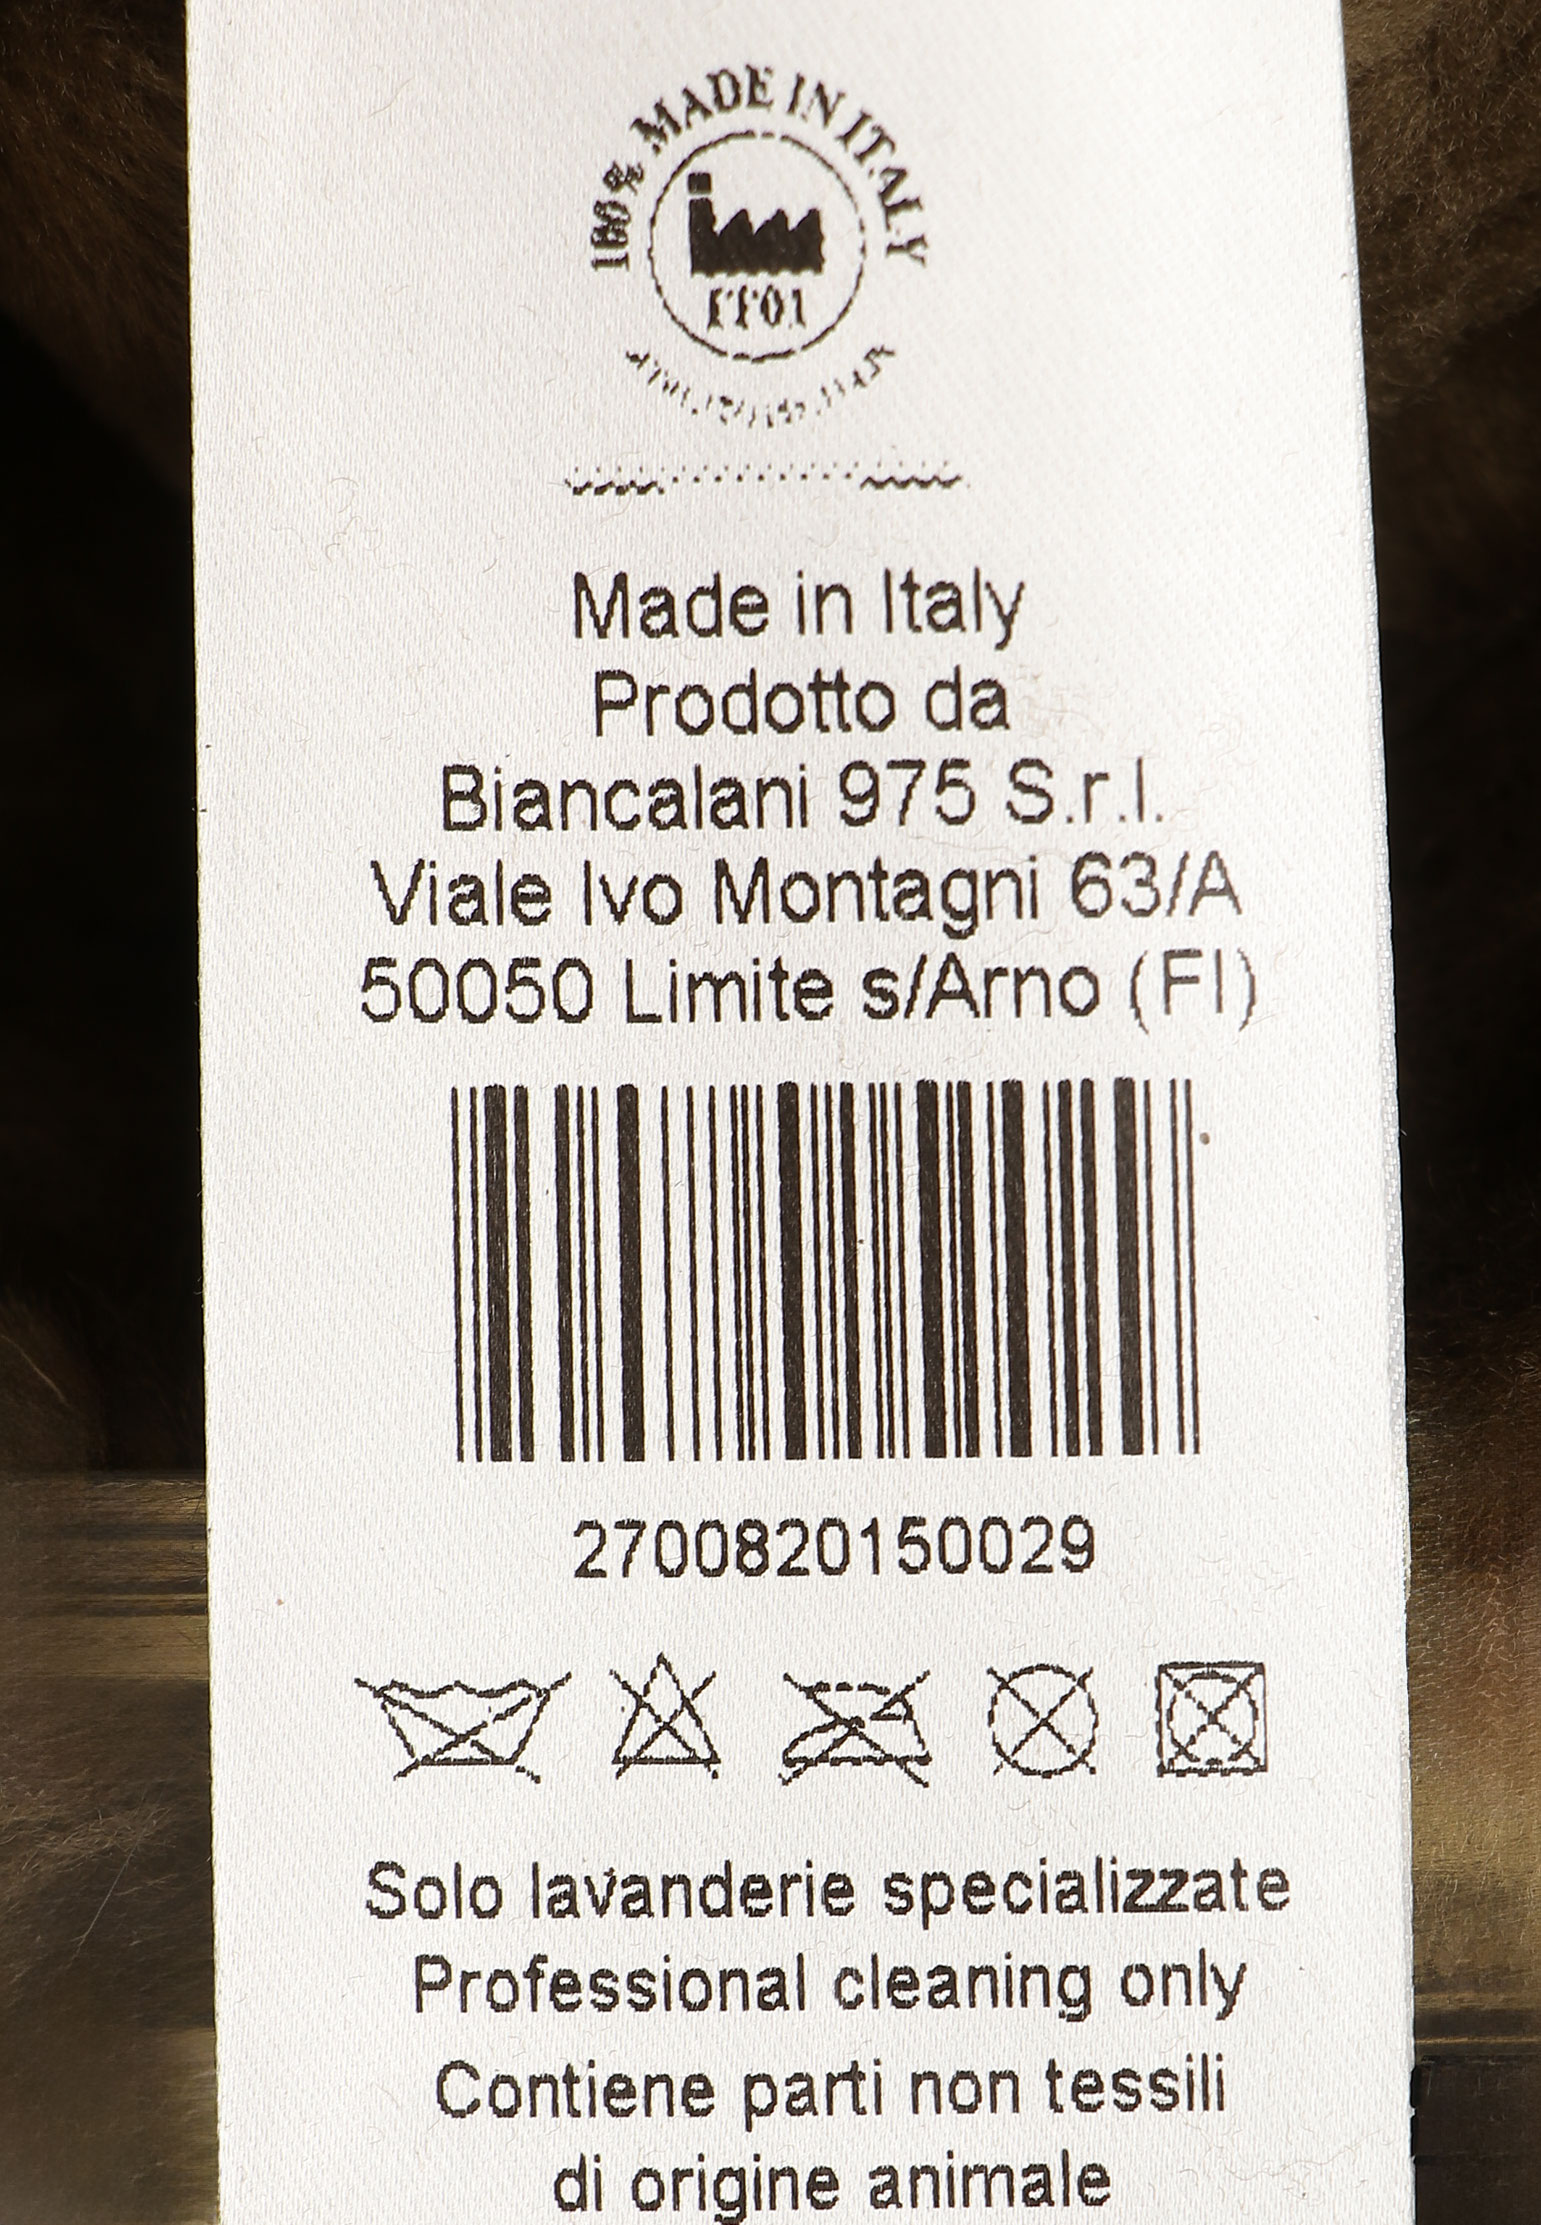 100% MADE IN ITALY
IT01
Made in Italy
Prodotto da
Biancalani 975 S.r.l.
Viale Ivo Montagni 63/A
50050 Limite s/Arno (FI)
2700820150029
Solo lavanderie specializzate
Professional cleaning only
Contiene parti non tessili
di origine animale